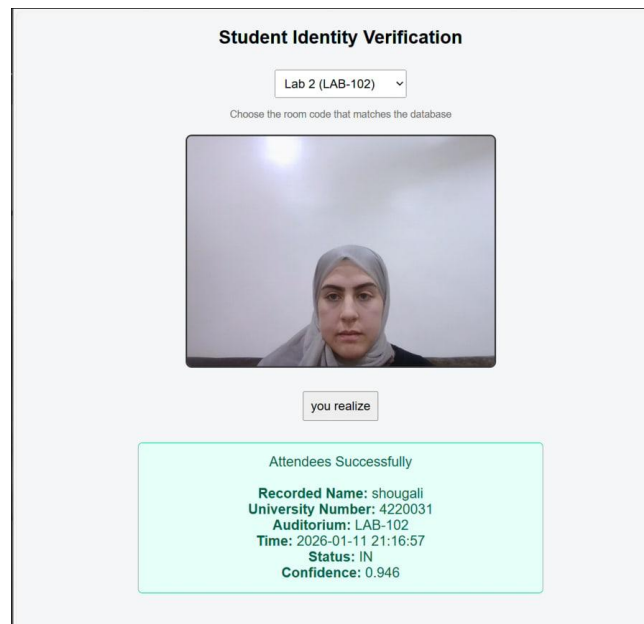 Student Identity Verification
Lab 2 (LAB-102)
Choose the room code that matches the database
you realize
Attendees Successfully
Recorded Name: shougali
University Number: 4220031
Auditorium: LAB-102
Time: 2026-01-11 21:16:57
Status: IN
Confidence: 0.946